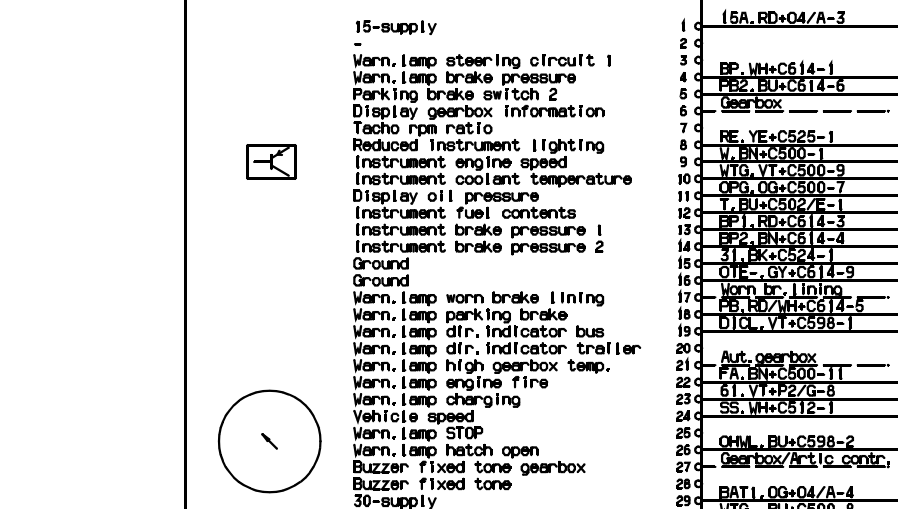 15-supply 1 15A.RD+O4/A-3
- 2
Warn.lamp steering circuit 1 3
Warn.lamp brake pressure 4 BP.WH+C614-1
Parking brake switch 2 5 PB2.BU+C614-6
Display gearbox information 6 Gearbox
Tacho rpm ratio 7
Reduced instrument lighting 8 RE.YE+C525-1
Instrument engine speed 9 W.BN+C500-1
Instrument coolant temperature 10 WTG.VT+C500-9
Display oil pressure 11 OPG.OG+C500-7
Instrument fuel contents 12 T.BU+C502/E-1
Instrument brake pressure 1 13 BP1.RD+C614-3
Instrument brake pressure 2 14 BP2.BN+C614-4
Ground 15 31.BK+C524-1
Ground 16 OTE-.GY+C614-9
Warn.lamp worn brake lining 17 Worn br.lining
Warn.lamp parking brake 18 PB.RD/WH+C614-5
Warn.lamp dir.indicator bus 19 DICL.VT+C598-1
Warn.lamp dir.indicator trailer 20
Warn.lamp high gearbox temp. 21 Aut.gearbox
Warn.lamp engine fire 22 FA.BN+C500-11
Warn.lamp charging 23 61.VT+P2/G-8
Vehicle speed 24 SS.WH+C512-1
Warn.lamp STOP 25
Warn.lamp hatch open 26 OHWL.BU+C598-2
Buzzer fixed tone gearbox 27 Gearbox/Artic contr.
Buzzer fixed tone 28
30-supply 29 BAT1.OG+O4/A-4